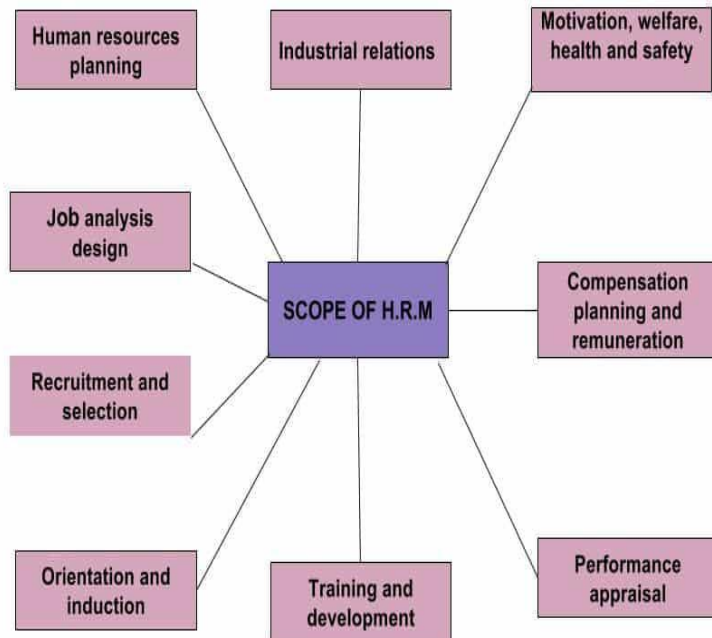 Human resources
planning
Industrial relations
Motivation, welfare,
health and safety
Job analysis
design
SCOPE OF H.R.M
Compensation
planning and
remuneration
Recruitment and
selection
Orientation and
induction
Training and
development
Performance
appraisal